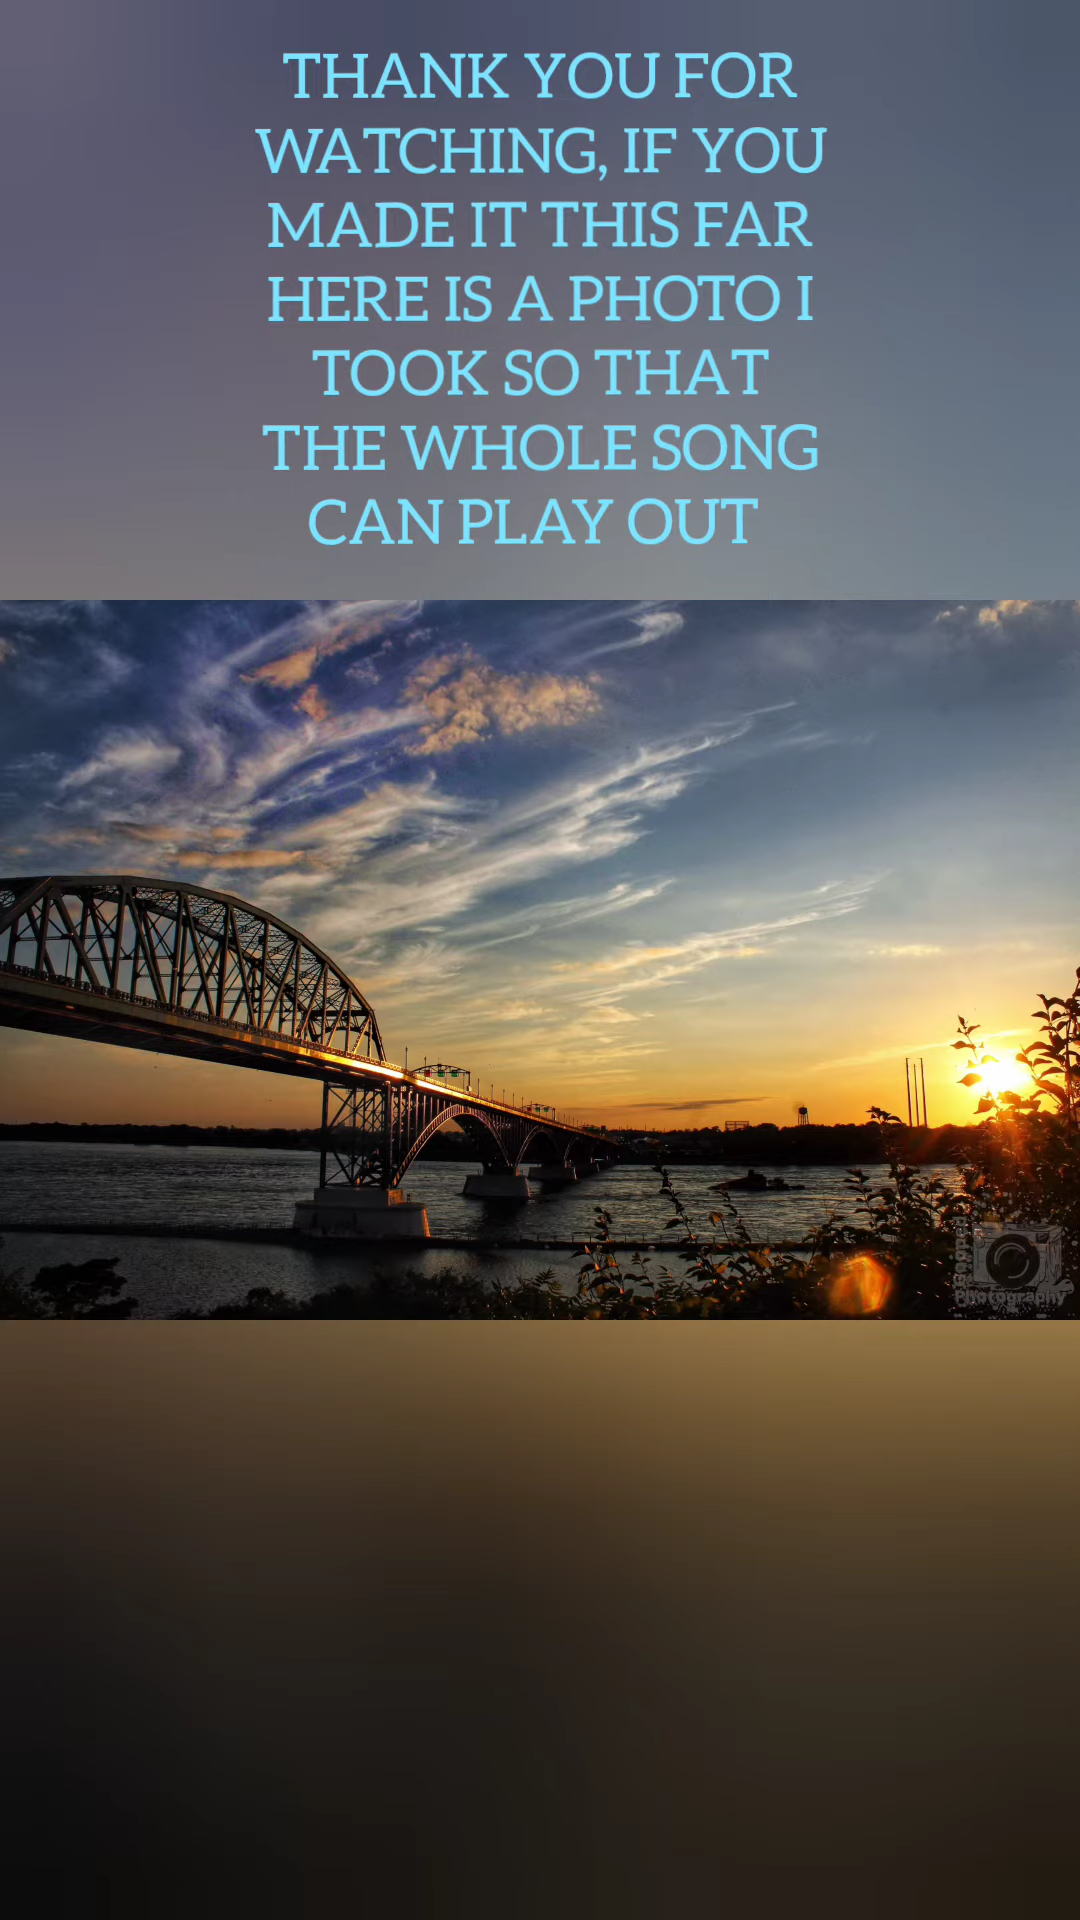 THANK YOU FOR
WATCHING, IF YOU
MADE IT THIS FAR
HERE IS A PHOTO I
TOOK SO THAT
THE WHOLE SONG
CAN PLAY OUT
Photography